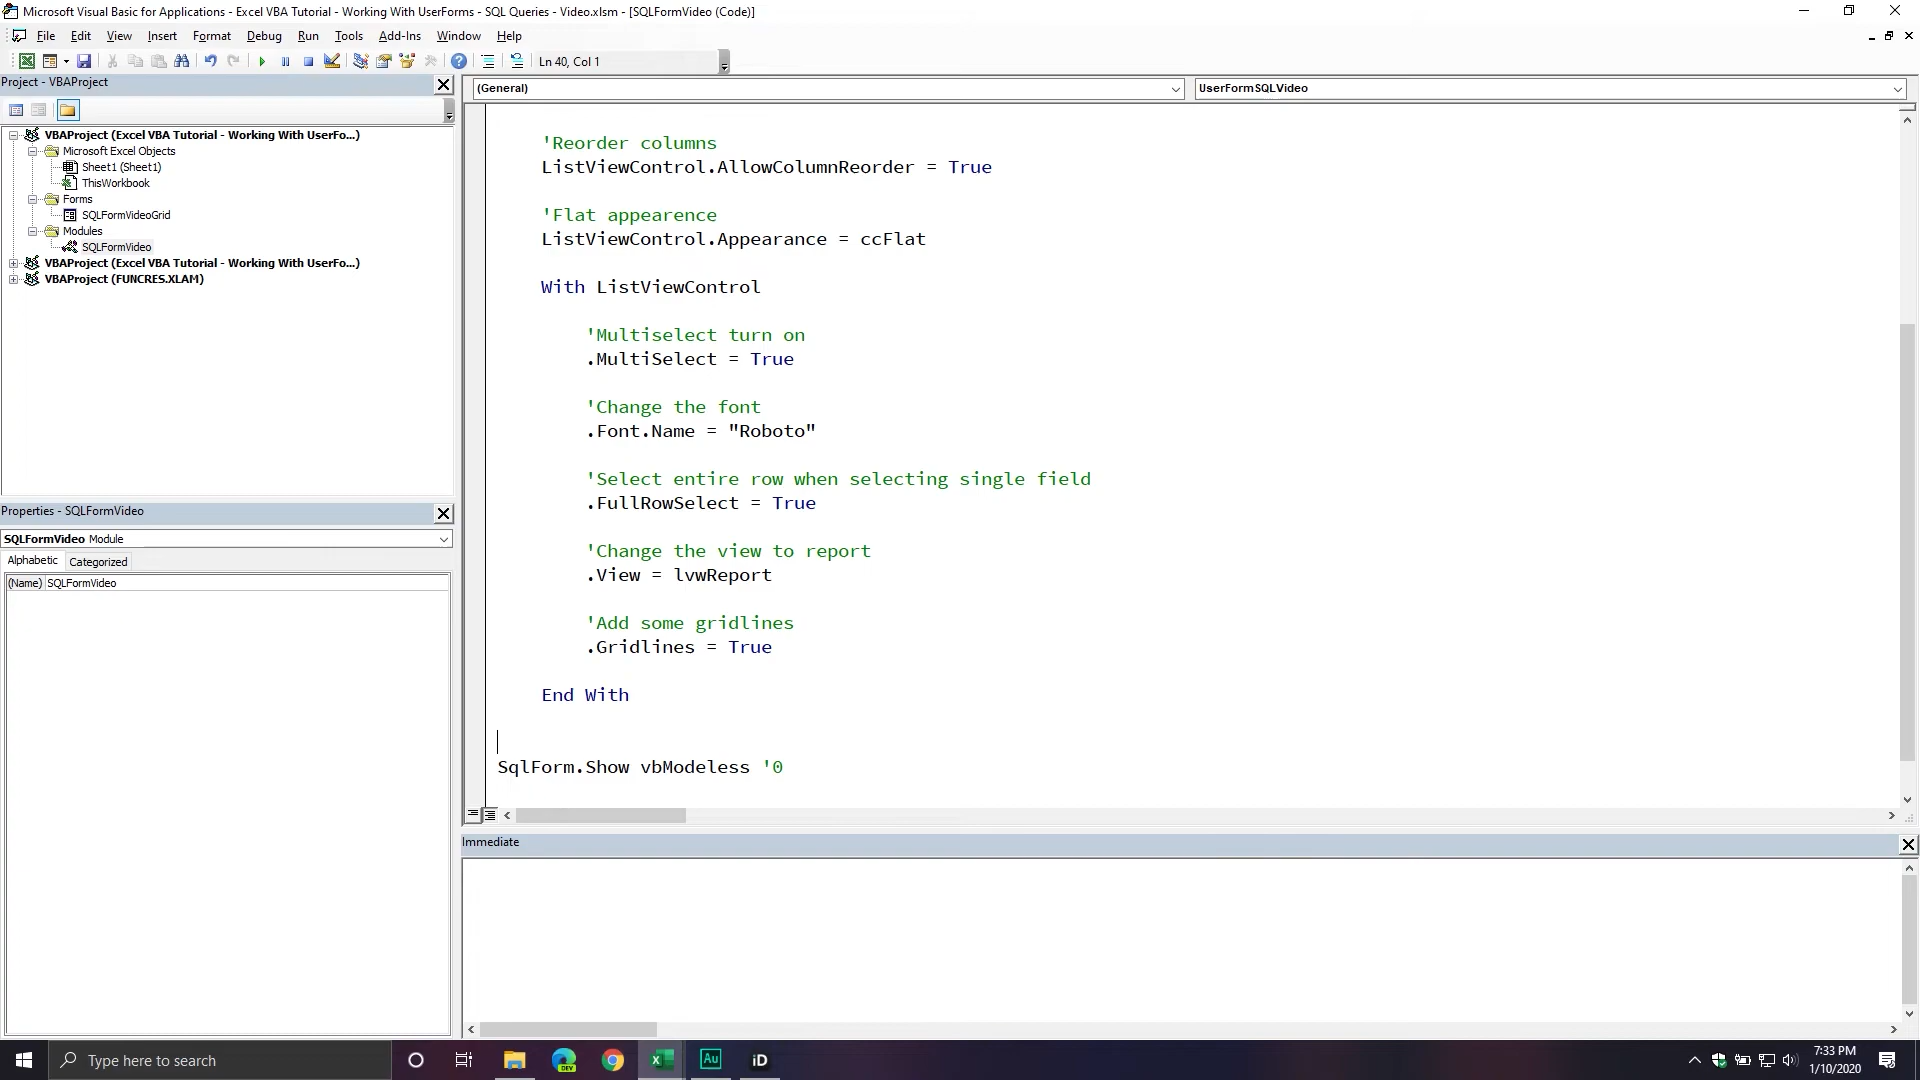 Microsoft Visual Basic for Applications - Excel VBA Tutorial - Working With UserForms - SQL Queries - Video.xlsm - [SQLFormVideo (Code)]
File Edit View Insert Format Debug Run Tools Add-Ins Window Help
Ln 40, Col 1
Project - VBAProject
VBAProject (Excel VBA Tutorial - Working With UserFo...)
Microsoft Excel Objects
Sheet1 (Sheet1)
ThisWorkbook
Forms
SQLFormVideoGrid
Modules
SQLFormVideo
VBAProject (Excel VBA Tutorial - Working With UserFo...)
VBAProject (FUNCRES.XLAM)
Properties - SQLFormVideo
SQLFormVideo Module
Alphabetic Categorized
(Name) SQLFormVideo
(General) UserFormSQLVideo
'Reorder columns
ListViewControl.AllowColumnReorder = True
'Flat appearence
ListViewControl.Appearance = ccFlat
With ListViewControl
'Multiselect turn on
.MultiSelect = True
'Change the font
.Font.Name = "Roboto"
'Select entire row when selecting single field
.FullRowSelect = True
'Change the view to report
.View = lvwReport
'Add some gridlines
.Gridlines = True
End With
SqlForm.Show vbModeless '0
Immediate
Type here to search
DEV
Au
iD
7:33 PM
1/10/2020